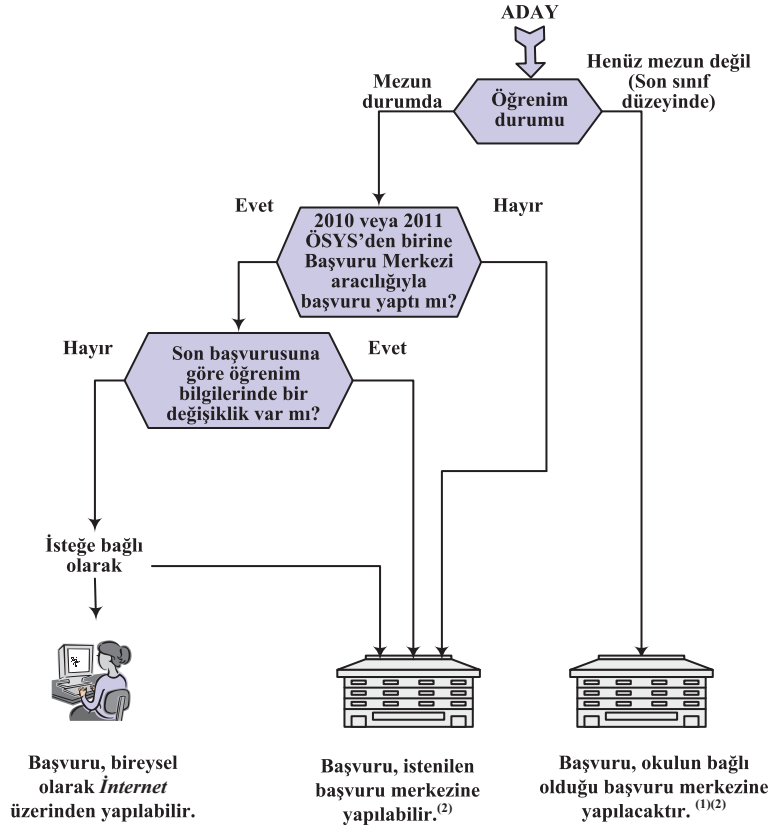 ADAY
Henüz mezun değil
(Son sınıf
düzeyinde)
Mezun
durumda
Öğrenim
durumu
Evet
Hayır
2010 veya 2011
ÖSYS’den birine
Başvuru Merkezi
aracılığıyla
başvuru yaptı mı?
Hayır
Evet
Son başvurusuna
göre öğrenim
bilgilerinde bir
değişiklik var mı?
İsteğe bağlı
olarak
Başvuru, bireysel
olarak İnternet
üzerinden yapılabilir.
Başvuru, istenilen
başvuru merkezine
yapılabilir.(2)
Başvuru, okulun bağlı
olduğu başvuru merkezine
yapılacaktır. (1)(2)